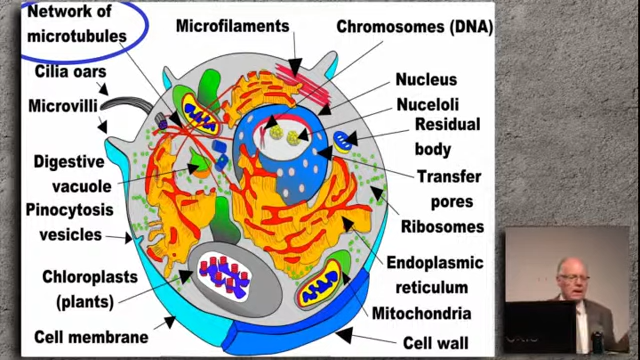 Network of
microtubules
Cilia oars
Microvilli
Digestive
vacuole
Pinocytosis
vesicles
Chloroplasts
(plants)
Cell membrane
Microfilaments
Chromosomes (DNA)
Nucleus
Nuceloli
Residual
body
Transfer
pores
Ribosomes
Endoplasmic
reticulum
Mitochondria
Cell wall